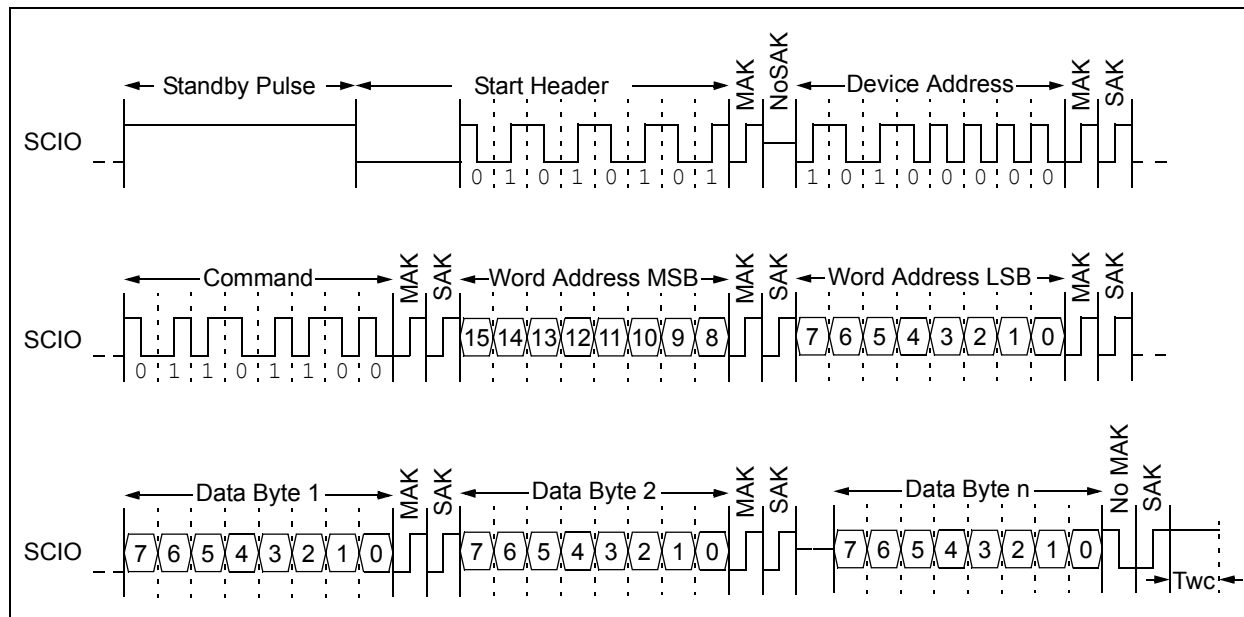 Standby Pulse Start Header MAK NoSAK Device Address MAK SAK
SCIO
0 1 0 1 0 1 0 1 1 0 1 0 0 0 0 0
Command MAK SAK Word Address MSB MAK SAK Word Address LSB MAK SAK
SCIO 15 14 13 12 11 10 9 8 7 6 5 4 3 2 1 0
0 1 1 0 1 1 0 0
Data Byte 1 MAK SAK Data Byte 2 MAK SAK Data Byte n No MAK SAK
SCIO 7 6 5 4 3 2 1 0 7 6 5 4 3 2 1 0 7 6 5 4 3 2 1 0
Twc